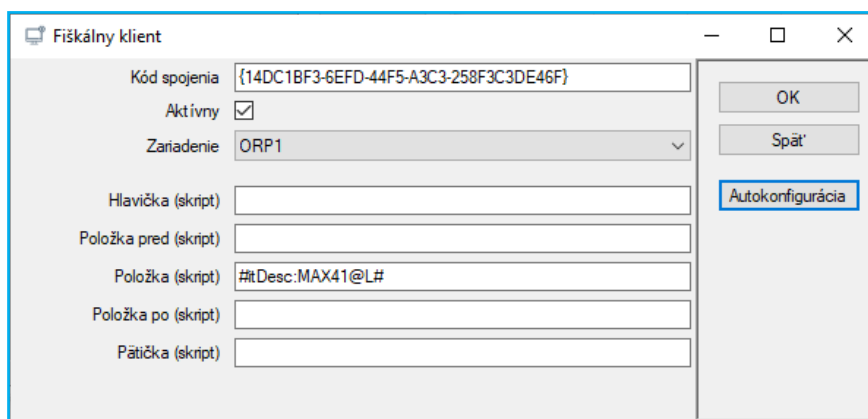 Fiškálny klient
Kód spojenia {14DC1BF3-6EFD-44F5-A3C3-258F3C3DE46F}
Aktívny
Zariadenie ORP1
Hlavička (skript)
Položka pred (skript)
Položka (skript) #itDesc:MAX41@L#
Položka po (skript)
Pätička (skript)
OK
Späť
Autokonfigurácia